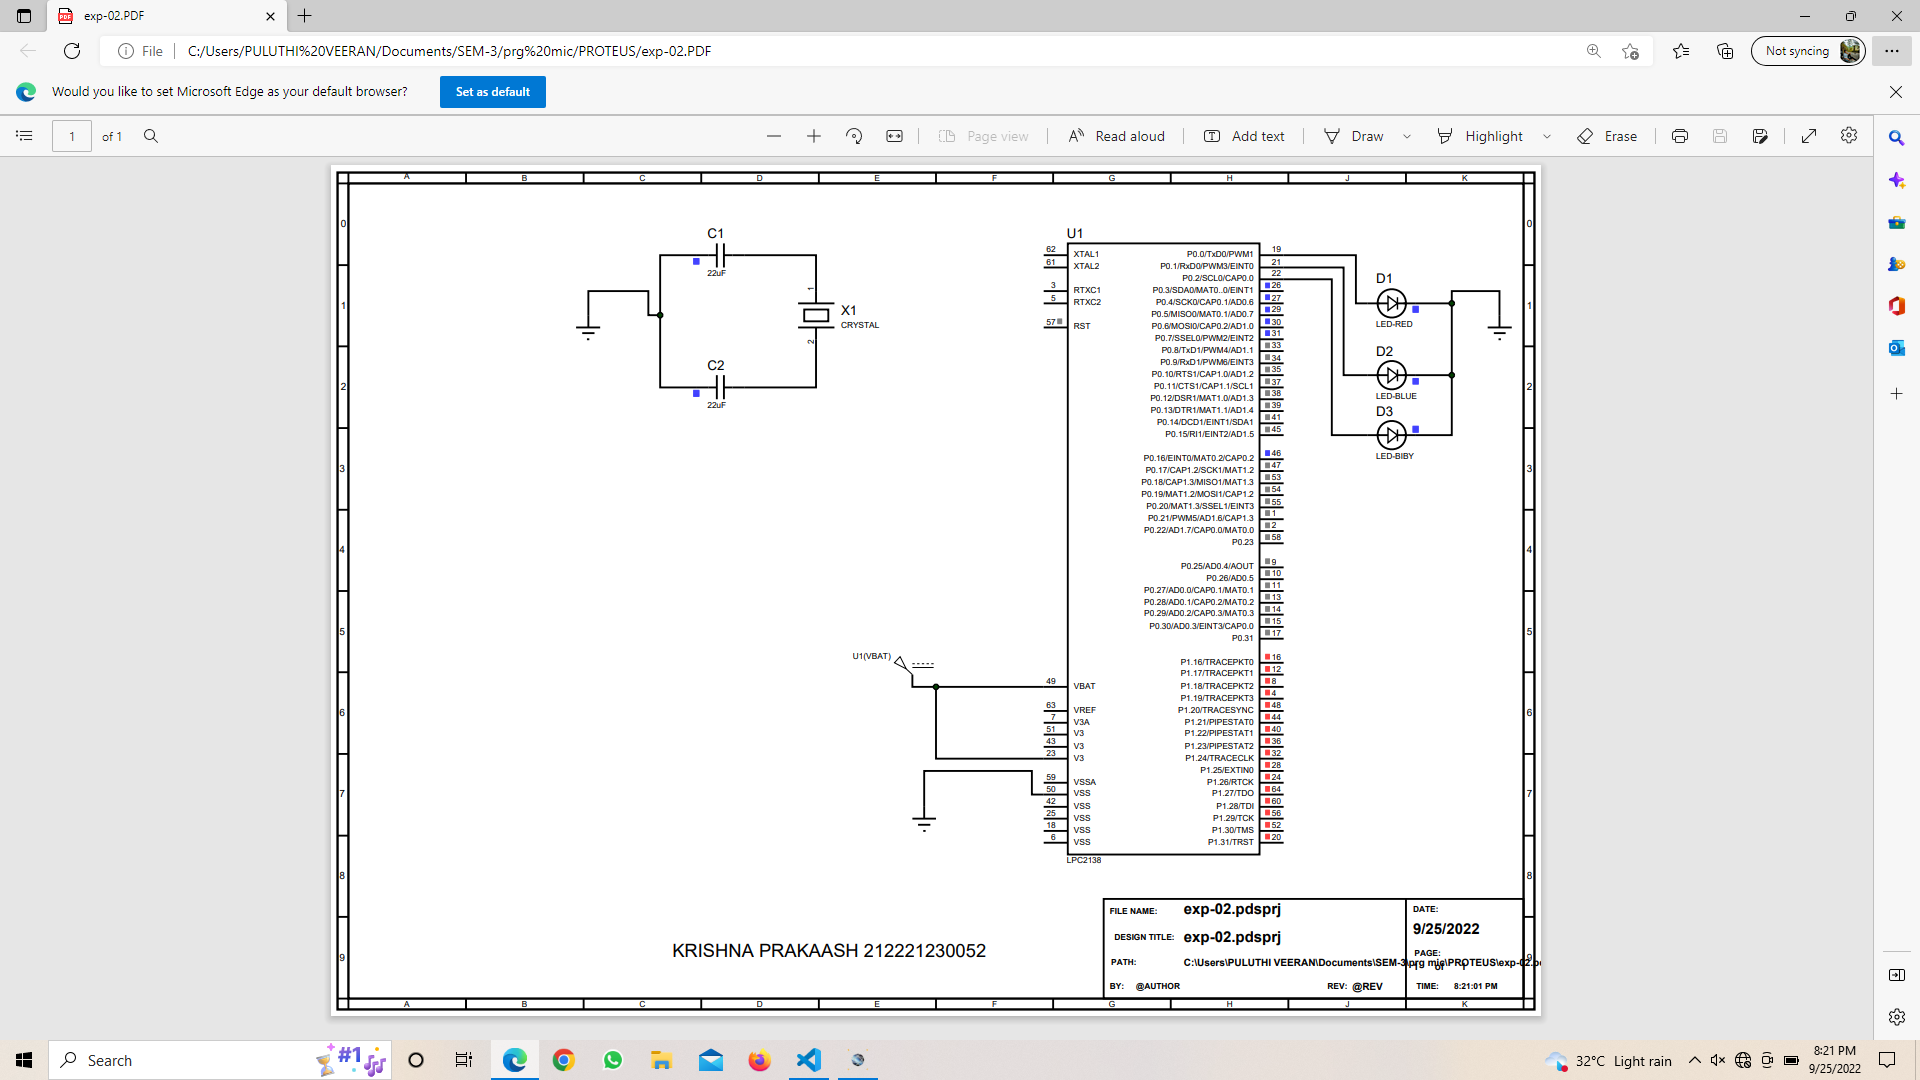 exp-02.PDF
File
C:/Users/PULUTHI%20VEERAN/Documents/SEM-3/prg%20mic/PROTEUS/exp-02.PDF
Not syncing
Would you like to set Microsoft Edge as your default browser?
Set as default
1 of 1
Page view
Read aloud
Add text
Draw
Highlight
Erase
A B C D E F G H J K
0 0
1 1
2 2
3 3
4 4
5 5
6 6
7 7
8 8
9 9
C1
22uF
C2
22uF
1
2
X1
CRYSTAL
U1
62 XTAL1
61 XTAL2
3 RTXC1
5 RTXC2
57 RST
U1(VBAT)
49 VBAT
63 VREF
7 V3A
51 V3
43 V3
23 V3
59 VSSA
50 VSS
42 VSS
25 VSS
18 VSS
6 VSS
P0.0/TxD0/PWM1 19
P0.1/RxD0/PWM3/EINT0 21
P0.2/SCL0/CAP0.0 22
P0.3/SDA0/MAT0..0/EINT1 26
P0.4/SCK0/CAP0.1/AD0.6 27
P0.5/MISO0/MAT0.1/AD0.7 29
P0.6/MOSI0/CAP0.2/AD1.0 30
P0.7/SSEL0/PWM2/EINT2 31
P0.8/TxD1/PWM4/AD1.1 33
P0.9/RxD1/PWM6/EINT3 34
P0.10/RTS1/CAP1.0/AD1.2 35
P0.11/CTS1/CAP1.1/SCL1 37
P0.12/DSR1/MAT1.0/AD1.3 38
P0.13/DTR1/MAT1.1/AD1.4 39
P0.14/DCD1/EINT1/SDA1 41
P0.15/RI1/EINT2/AD1.5 45
P0.16/EINT0/MAT0.2/CAP0.2 46
P0.17/CAP1.2/SCK1/MAT1.2 47
P0.18/CAP1.3/MISO1/MAT1.3 53
P0.19/MAT1.2/MOSI1/CAP1.2 54
P0.20/MAT1.3/SSEL1/EINT3 55
P0.21/PWM5/AD1.6/CAP1.3 1
P0.22/AD1.7/CAP0.0/MAT0.0 2
P0.23 58
P0.25/AD0.4/AOUT 9
P0.26/AD0.5 10
P0.27/AD0.0/CAP0.1/MAT0.1 11
P0.28/AD0.1/CAP0.2/MAT0.2 13
P0.29/AD0.2/CAP0.3/MAT0.3 14
P0.30/AD0.3/EINT3/CAP0.0 15
P0.31 17
P1.16/TRACEPKT0 16
P1.17/TRACEPKT1 12
P1.18/TRACEPKT2 8
P1.19/TRACEPKT3 4
P1.20/TRACESYNC 48
P1.21/PIPESTAT0 44
P1.22/PIPESTAT1 40
P1.23/PIPESTAT2 36
P1.24/TRACECLK 32
P1.25/EXTIN0 28
P1.26/RTCK 24
P1.27/TDO 64
P1.28/TDI 60
P1.29/TCK 56
P1.30/TMS 52
P1.31/TRST 20
LPC2138
D1
LED-RED
D2
LED-BLUE
D3
LED-BIBY
KRISHNA PRAKAASH 212221230052
FILE NAME: exp-02.pdsprj
DESIGN TITLE: exp-02.pdsprj
PATH: C:\Users\PULUTHI VEERAN\Documents\SEM-3\prg mic\PROTEUS\exp-02.
BY: @AUTHOR REV: @REV
DATE:
9/25/2022
PAGE:
1 of 1
TIME: 8:21:01 PM
A B C D E F G H J K
Search
#1
32°C Light rain
8:21 PM
9/25/2022